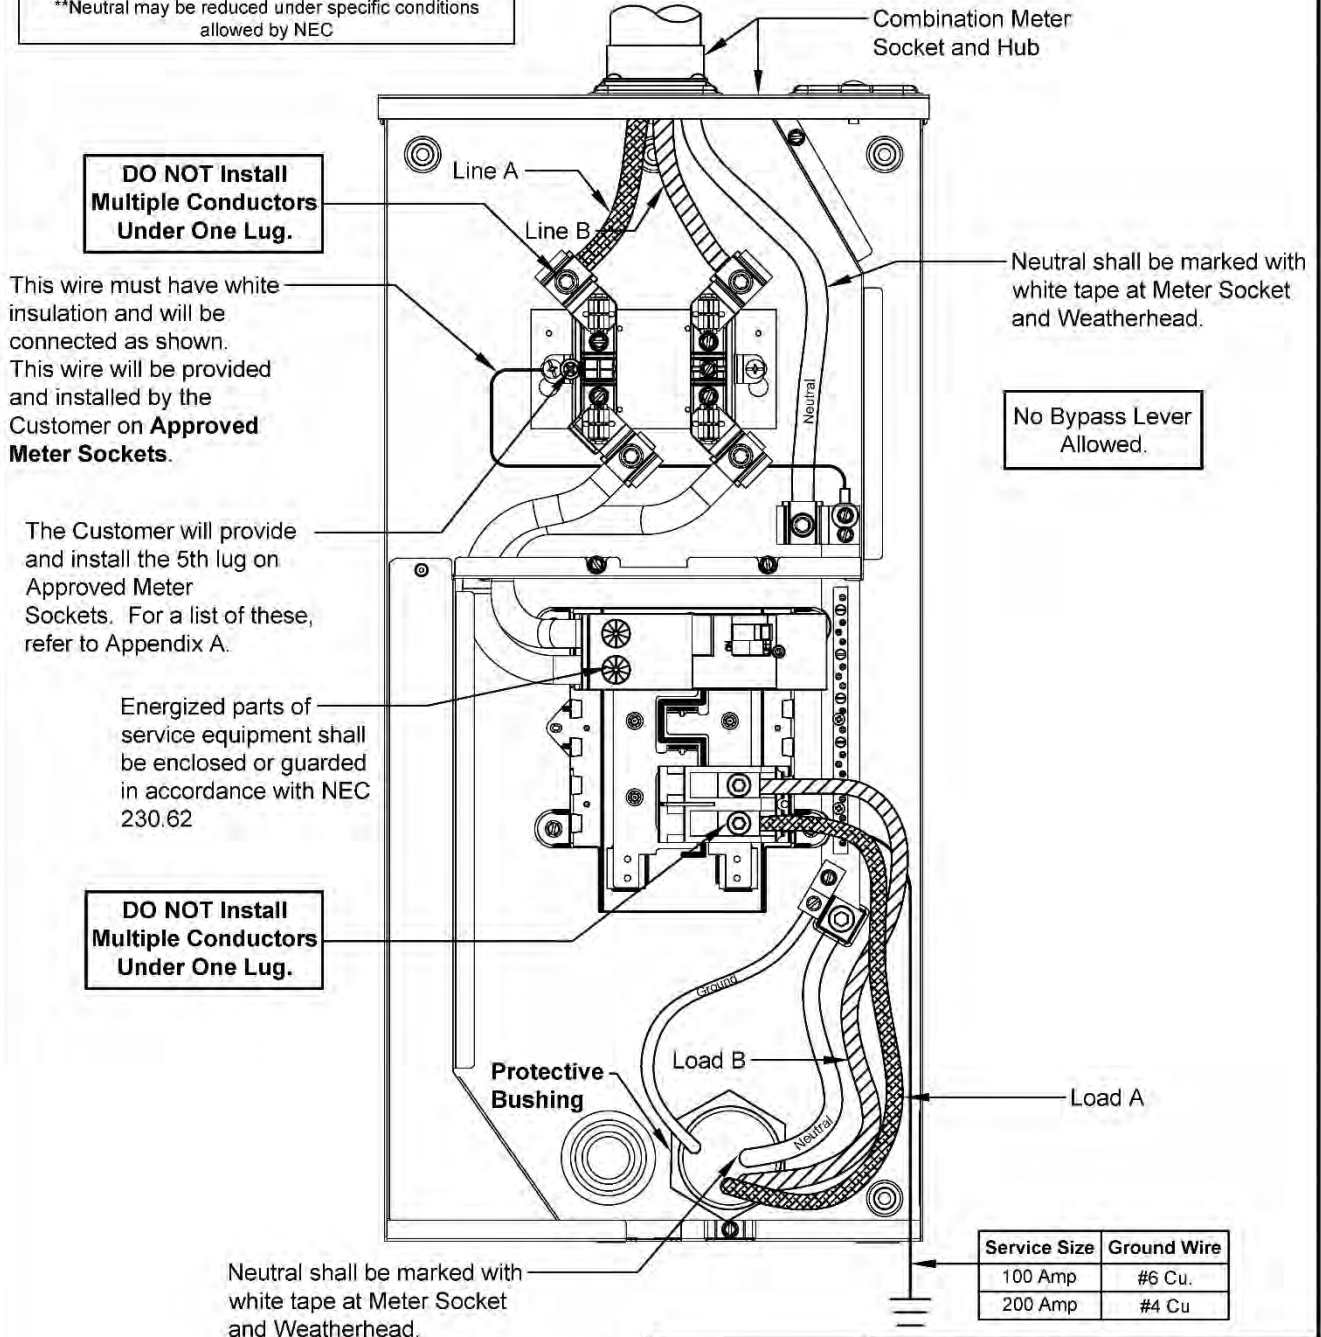 **Neutral may be reduced under specific conditions
allowed by NEC
Combination Meter
Socket and Hub
DO NOT Install
Multiple Conductors
Under One Lug.
Line A
Line B
This wire must have white
insulation and will be
connected as shown.
This wire will be provided
and installed by the
Customer on Approved
Meter Sockets.
Neutral shall be marked with
white tape at Meter Socket
and Weatherhead.
Neutral
No Bypass Lever
Allowed.
The Customer will provide
and install the 5th lug on
Approved Meter
Sockets. For a list of these,
refer to Appendix A.
Energized parts of
service equipment shall
be enclosed or guarded
in accordance with NEC
230.62
DO NOT Install
Multiple Conductors
Under One Lug.
Ground
Load B
Protective
Bushing
Load A
Neutral
Neutral shall be marked with
white tape at Meter Socket
and Weatherhead.
Service Size Ground Wire
100 Amp #6 Cu.
200 Amp #4 Cu